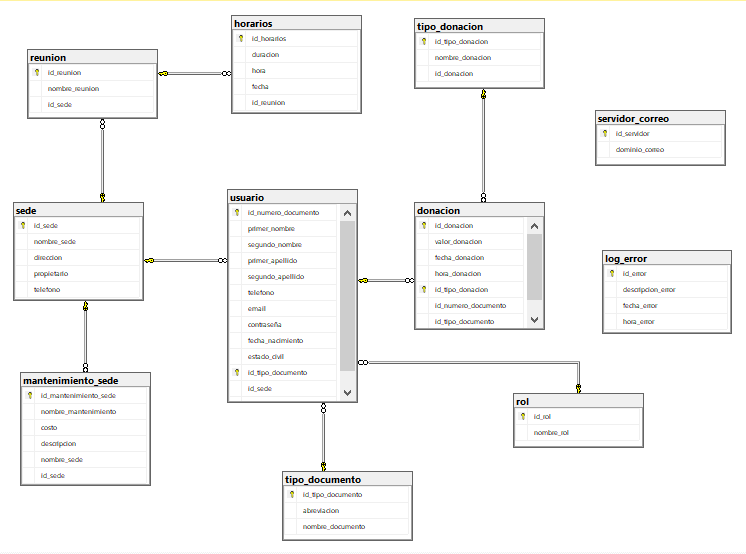 horarios
id_horarios
duracion
hora
fecha
id_reunion
tipo_donacion
id_tipo_donacion
nombre_donacion
id_donacion
reunion
id_reunion
nombre_reunion
id_sede
servidor_correo
id_servidor
dominio_correo
sede
id_sede
nombre_sede
direccion
propietario
telefono
usuario
id_numero_documento
primer_nombre
segundo_nombre
primer_apellido
segundo_apellido
telefono
email
contraseña
fecha_nacimiento
estado_civil
id_tipo_documento
id_sede
donacion
id_donacion
valor_donacion
fecha_donacion
hora_donacion
id_tipo_donacion
id_numero_documento
id_tipo_documento
log_error
id_error
descripcion_error
fecha_error
hora_error
mantenimiento_sede
id_mantenimiento_sede
nombre_mantenimiento
costo
descripcion
nombre_sede
id_sede
rol
id_rol
nombre_rol
tipo_documento
id_tipo_documento
abreviacion
nombre_documento